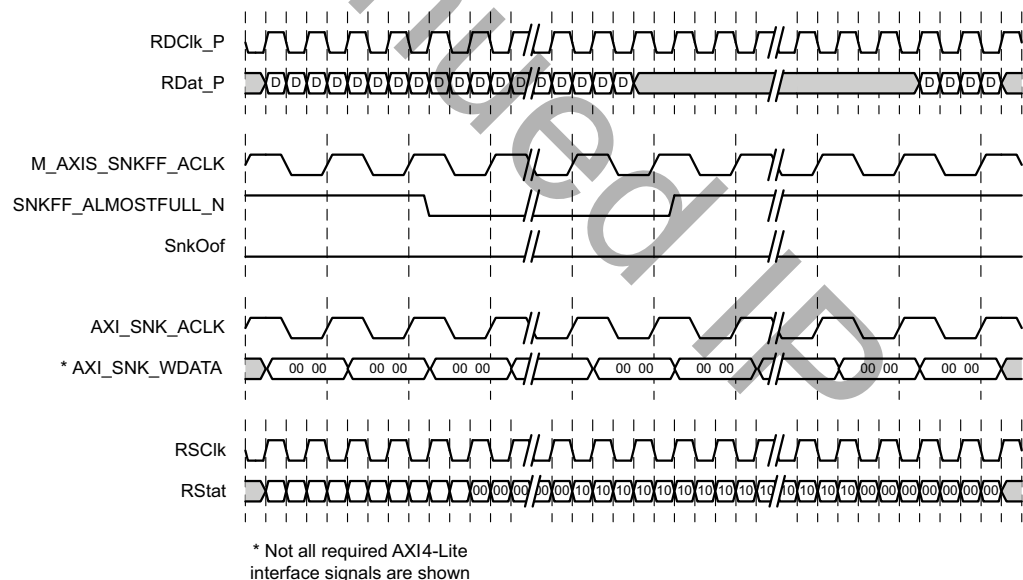 RDClk_P
RDat_P D D D D D D D D D D D D D D D D D D D D D D
M_AXIS_SNKFF_ACLK
SNKFF_ALMOSTFULL_N
SnkOof
AXI_SNK_ACLK
* AXI_SNK_WDATA 00 00 00 00 00 00 00 00 00 00 00 00 00 00
RSClk
RStat 00 00 00 00 00 10 10 10 10 10 10 10 10 10 10 10 10 10 10 00 00 00 00 00 00 00
* Not all required AXI4-Lite
interface signals are shown
nued IP